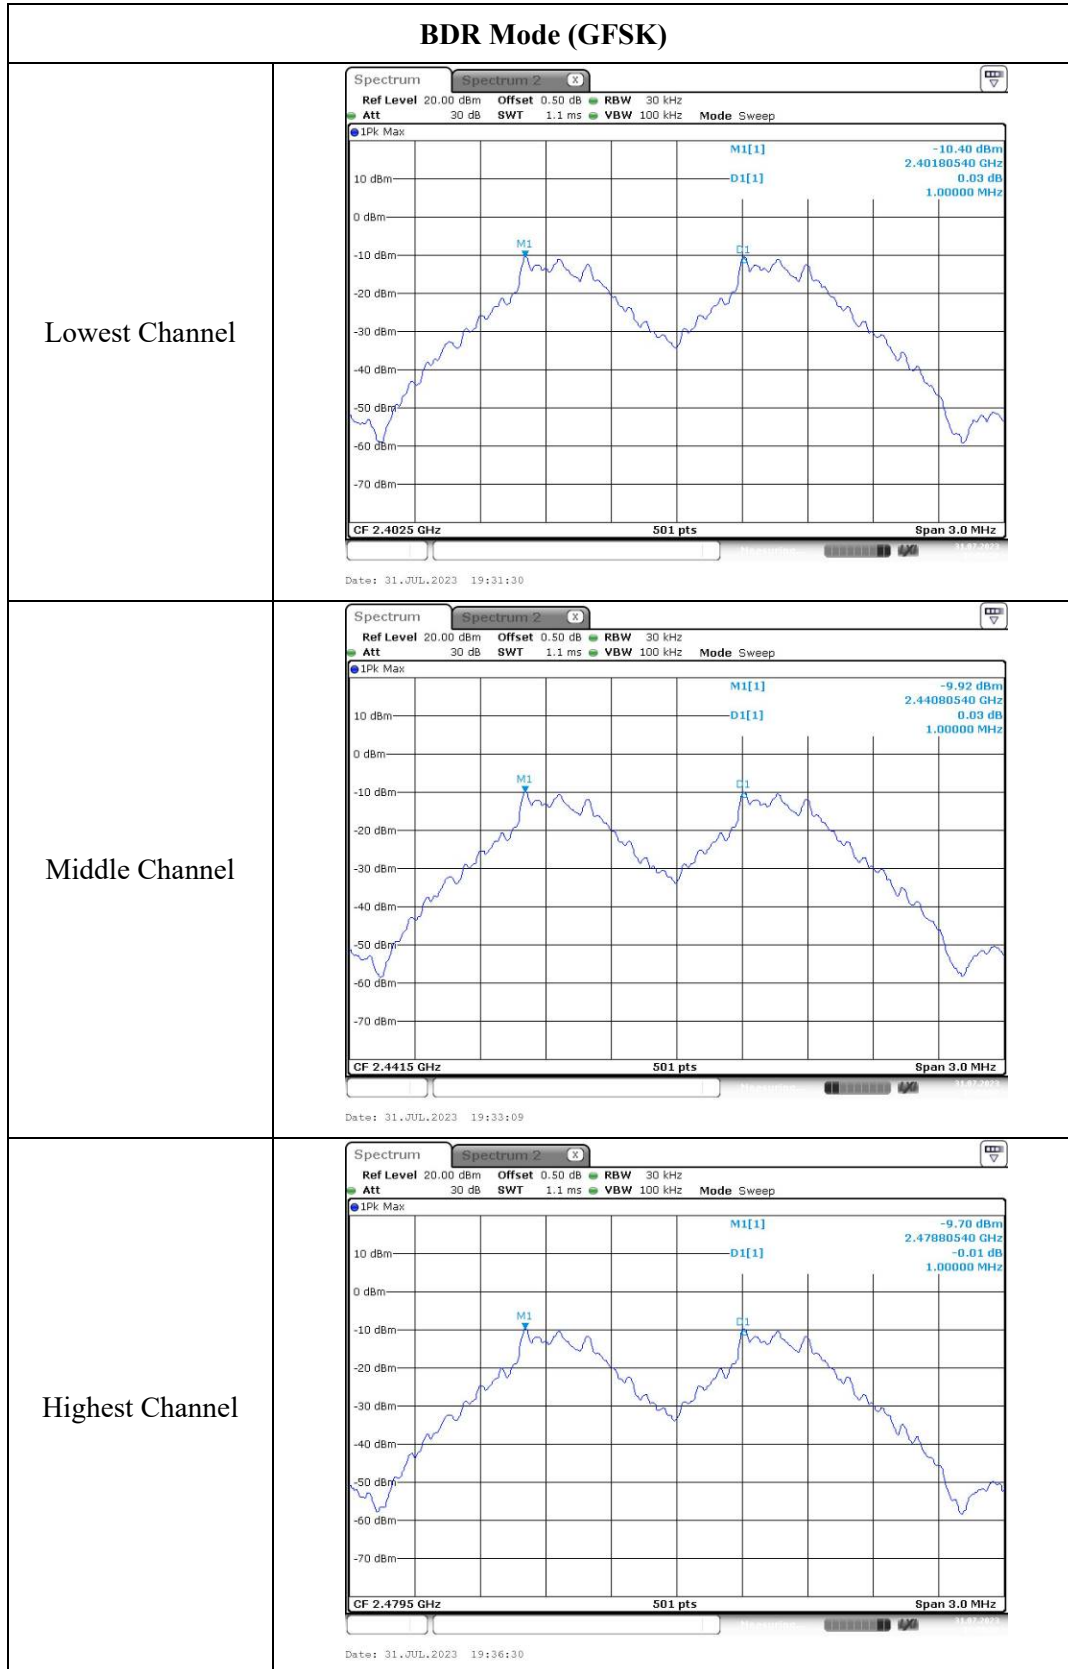 BDR Mode (GFSK)
Lowest Channel
Spectrum Spectrum 2 X
Ref Level 20.00 dBm Offset 0.50 dB RBW 30 kHz
Att 30 dB SWT 1.1 ms VBW 100 kHz Mode Sweep
1Pk Max
M1[1] -10.40 dBm
2.40180540 GHz
10 dBm D1[1] 0.03 dB
1.00000 MHz
0 dBm
M1 D1
-10 dBm
-20 dBm
-30 dBm
-40 dBm
-50 dBm
-60 dBm
-70 dBm
CF 2.4025 GHz 501 pts Span 3.0 MHz
Measuring... 31.07.2023
Date: 31.JUL.2023 19:31:30
Middle Channel
Spectrum Spectrum 2 X
Ref Level 20.00 dBm Offset 0.50 dB RBW 30 kHz
Att 30 dB SWT 1.1 ms VBW 100 kHz Mode Sweep
1Pk Max
M1[1] -9.92 dBm
2.44080540 GHz
10 dBm D1[1] 0.03 dB
1.00000 MHz
0 dBm
M1 D1
-10 dBm
-20 dBm
-30 dBm
-40 dBm
-50 dBm
-60 dBm
-70 dBm
CF 2.4415 GHz 501 pts Span 3.0 MHz
Measuring... 31.07.2023
Date: 31.JUL.2023 19:33:09
Highest Channel
Spectrum Spectrum 2 X
Ref Level 20.00 dBm Offset 0.50 dB RBW 30 kHz
Att 30 dB SWT 1.1 ms VBW 100 kHz Mode Sweep
1Pk Max
M1[1] -9.70 dBm
2.47880540 GHz
10 dBm D1[1] -0.01 dB
1.00000 MHz
0 dBm
M1 D1
-10 dBm
-20 dBm
-30 dBm
-40 dBm
-50 dBm
-60 dBm
-70 dBm
CF 2.4795 GHz 501 pts Span 3.0 MHz
Measuring... 31.07.2023
Date: 31.JUL.2023 19:36:30